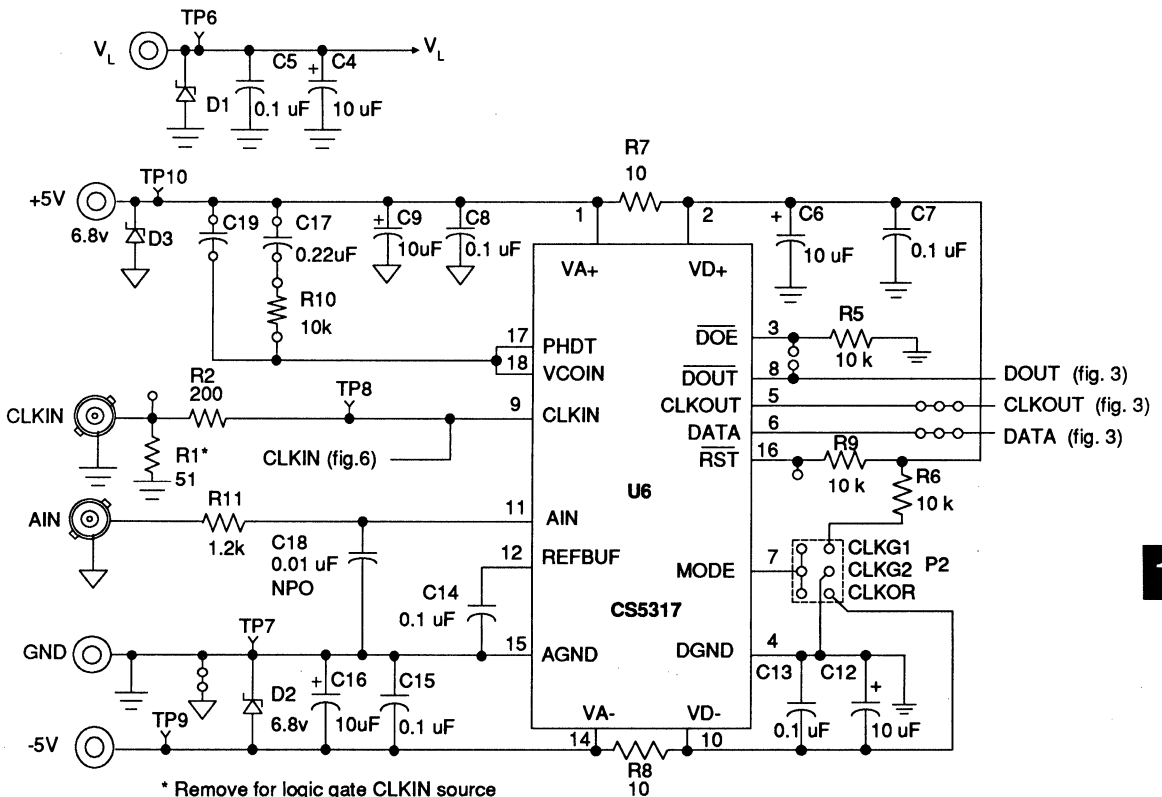 TP6
V_L
V_L
C5
0.1 uF
+ C4
10 uF
D1
R7
10
TP10
+5V
6.8v
D3
C19
C17
0.22uF
+ C9
10uF
C8
0.1 uF
1
2
+ C6
10 uF
C7
0.1 uF
VA+
VD+
R10
10k
17
PHDT
18
VCOIN
DOE
3
R5
10 k
DOUT
8
DOUT (fig. 3)
R2
200
TP8
9
CLKIN
CLKIN
CLKOUT
5
CLKOUT (fig. 3)
DATA
6
DATA (fig. 3)
R1*
51
CLKIN (fig.6)
RST
16
R9
10 k
R6
10 k
U6
AIN
R11
1.2k
11
AIN
C18
0.01 uF
NPO
12
REFBUF
MODE
7
CLKG1
CLKG2
CLKOR
P2
1
C14
0.1 uF
CS5317
GND
TP7
15
AGND
DGND
4
C13
0.1 uF
C12
+
10 uF
D2
6.8v
+ C16
10uF
C15
0.1 uF
TP9
-5V
VA-
VD-
14
10
R8
10
* Remove for logic gate CLKIN source